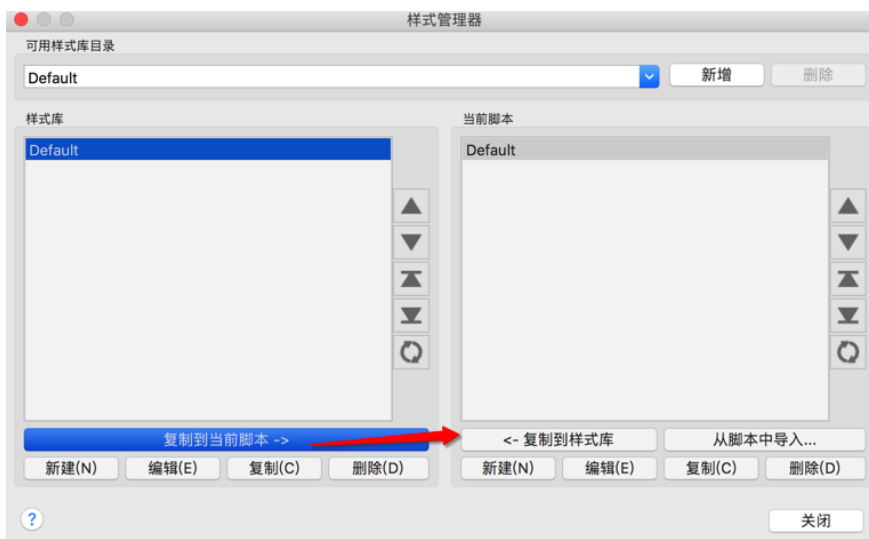 样式管理器
可用样式库目录
Default
新增
删除
样式库
当前脚本
Default
Default
复制到当前脚本 ->
<- 复制到样式库
从脚本中导入...
新建(N)
编辑(E)
复制(C)
删除(D)
新建(N)
编辑(E)
复制(C)
删除(D)
?
关闭